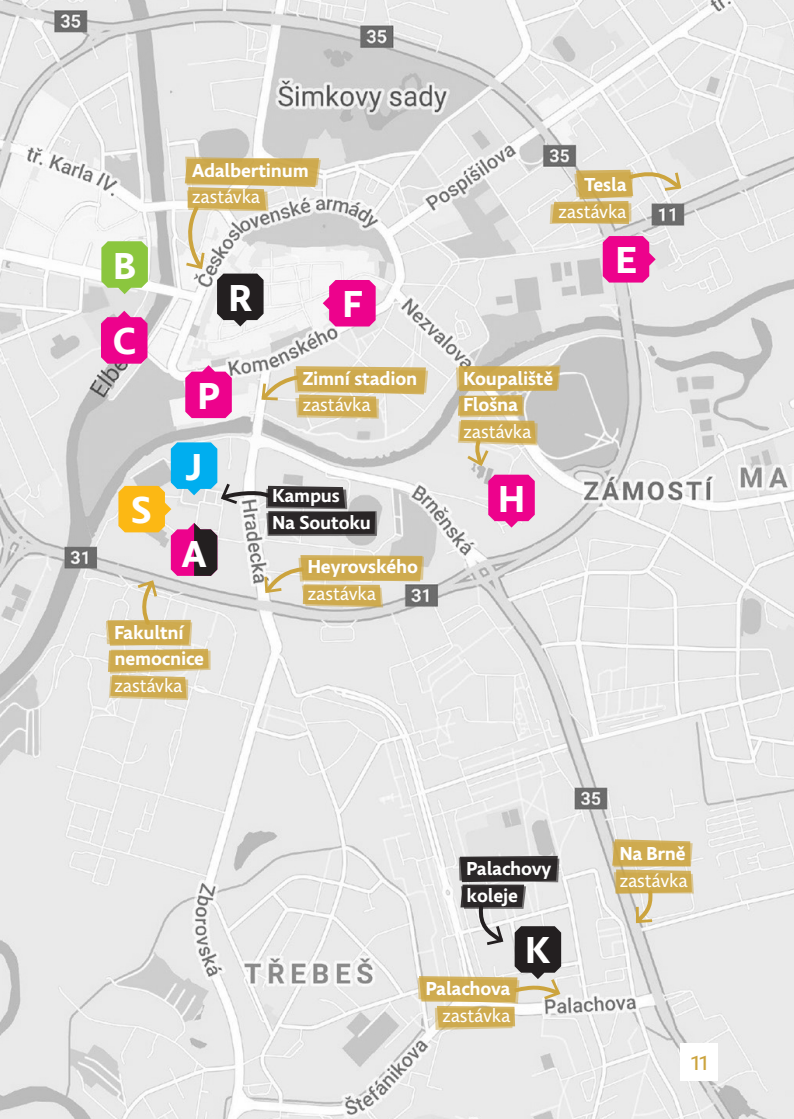 35
35
tř.
Šimkovy sady
tř. Karla IV.
Adalbertinum
zastávka
Československé armády
Pospíšilova
35
Tesla
zastávka
11
B
R
F
E
C
Elbe
Komenského
Nezvalova
P
Zimní stadion
zastávka
Koupaliště
Flošna
zastávka
J
S
A
Kampus
Na Soutoku
Hradecká
Brněnská
H
ZÁMOSTÍ
MA
31
Heyrovského
zastávka
31
Fakultní
nemocnice
zastávka
35
Na Brně
zastávka
Palachovy
koleje
K
Zborovská
TŘEBEŠ
Palachova
zastávka
Palachova
Štefánikova
11